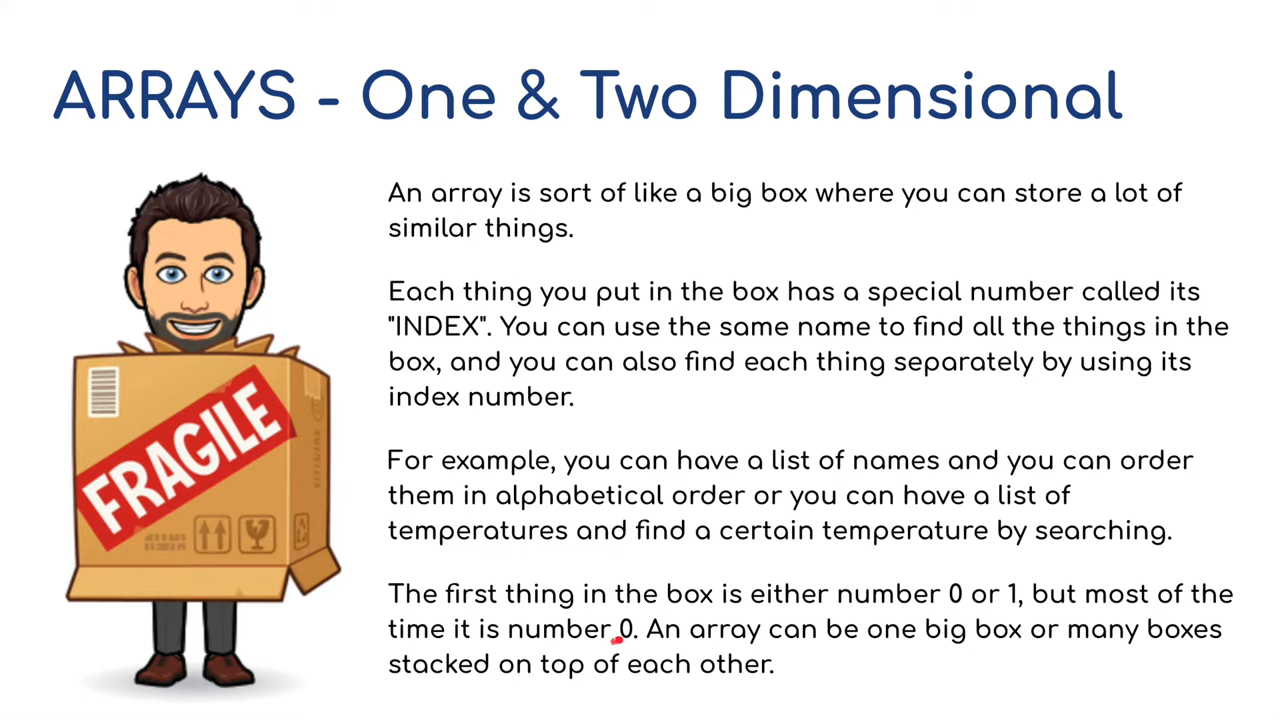 ARRAYS - One & Two Dimensional
An array is sort of like a big box where you can store a lot of
similar things.
Each thing you put in the box has a special number called its
"INDEX". You can use the same name to find all the things in the
box, and you can also find each thing separately by using its
index number.
For example, you can have a list of names and you can order
them in alphabetical order or you can have a list of
temperatures and find a certain temperature by searching.
The first thing in the box is either number 0 or 1, but most of the
time it is number 0. An array can be one big box or many boxes
stacked on top of each other.
FRAGILE